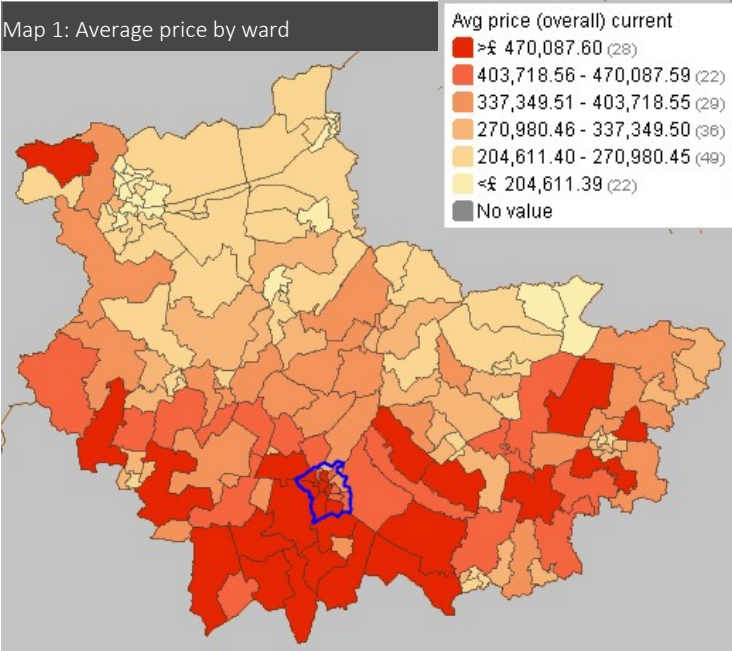 Map 1: Average price by ward
Avg price (overall) current
>£ 470,087.60 (28)
403,718.56 - 470,087.59 (22)
337,349.51 - 403,718.55 (29)
270,980.46 - 337,349.50 (36)
204,611.40 - 270,980.45 (49)
<£ 204,611.39 (22)
No value